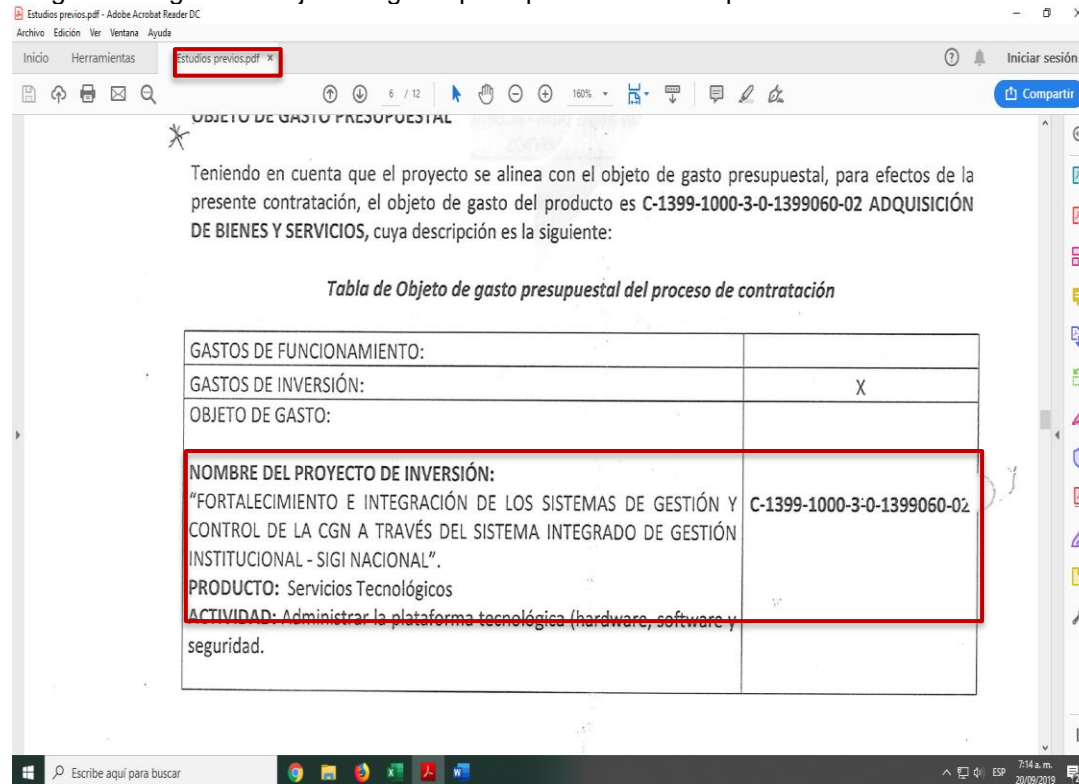 Estudios previos.pdf - Adobe Acrobat Reader DC
Archivo Edición Ver Ventana Ayuda
Inicio Herramientas Estudios previos.pdf × Iniciar sesión
6 / 12 160% Compartir
OBJETO DE GASTO PRESUPUESTAL
Teniendo en cuenta que el proyecto se alinea con el objeto de gasto presupuestal, para efectos de la
presente contratación, el objeto de gasto del producto es C-1399-1000-3-0-1399060-02 ADQUISICIÓN
DE BIENES Y SERVICIOS, cuya descripción es la siguiente:
Tabla de Objeto de gasto presupuestal del proceso de contratación
GASTOS DE FUNCIONAMIENTO:
GASTOS DE INVERSIÓN: X
OBJETO DE GASTO:
NOMBRE DEL PROYECTO DE INVERSIÓN:
"FORTALECIMIENTO E INTEGRACIÓN DE LOS SISTEMAS DE GESTIÓN Y C-1399-1000-3-0-1399060-02
CONTROL DE LA CGN A TRAVÉS DEL SISTEMA INTEGRADO DE GESTIÓN
INSTITUCIONAL - SIGI NACIONAL".
PRODUCTO: Servicios Tecnológicos
ACTIVIDAD: Administrar la plataforma tecnológica (hardware, software y
seguridad.
Escribe aquí para buscar ESP 7:14 a. m.
20/09/2019